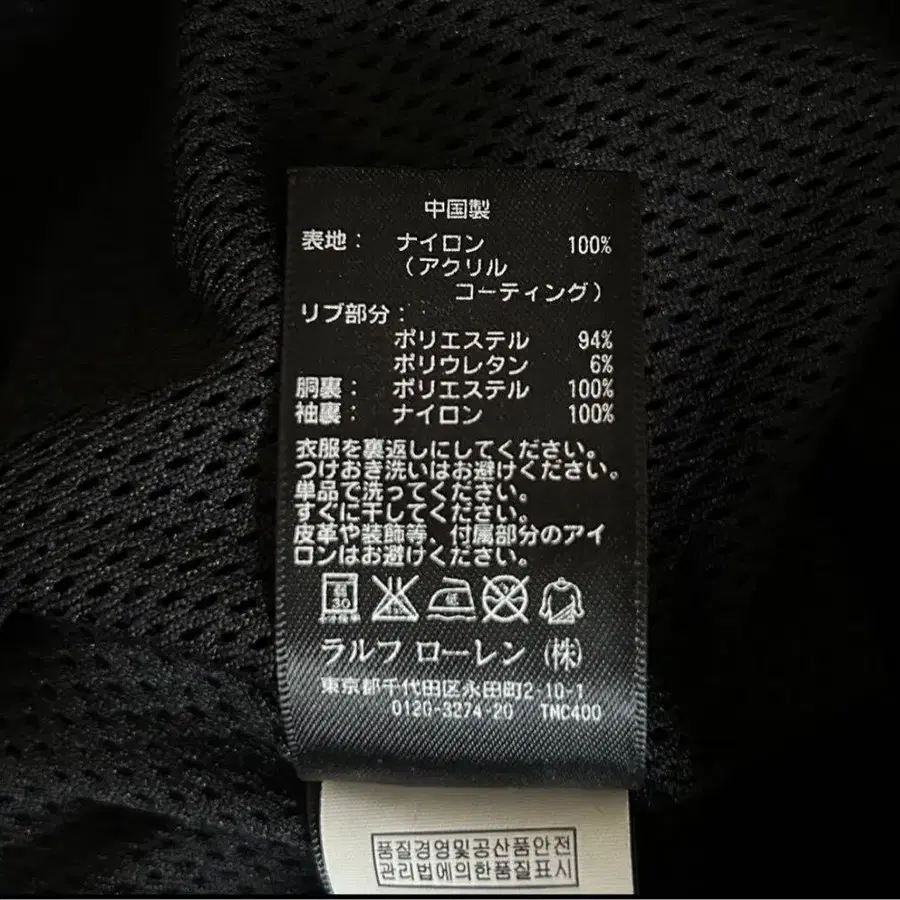 中国製
表地： ナイロン 100%
（アクリル
コーティング）
リブ部分：
ポリエステル 94%
ポリウレタン 6%
胴裏： ポリエステル 100%
袖裏： ナイロン 100%
衣服を裏返しにしてください。
つけおき洗いはお避けください。
単品で洗ってください。
すぐに干してください。
皮革や装飾等、付属部分のアイ
ロンはお避けください。
弱 30 低
ラルフ ローレン（株）
東京都千代田区永田町2-10-1
0120-3274-20 TMC400
품질경영및공산품안전
관리법에의한품질표시